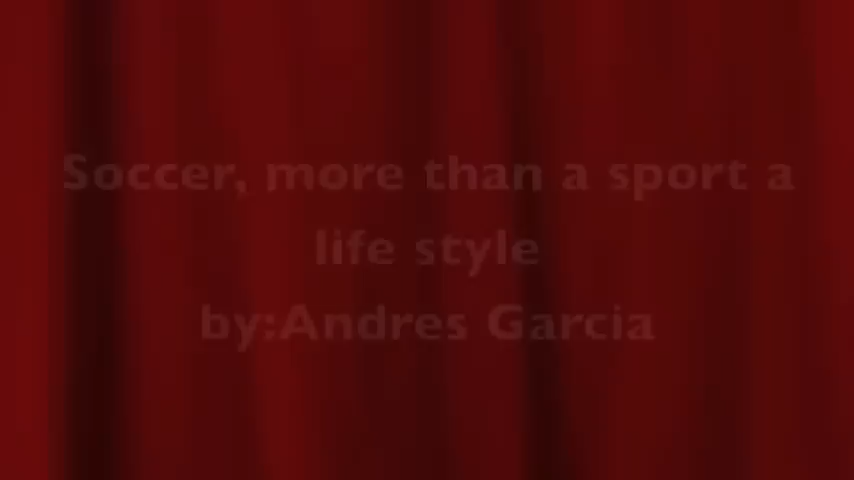 Soccer, more than a sport a
life style
by:Andres Garcia